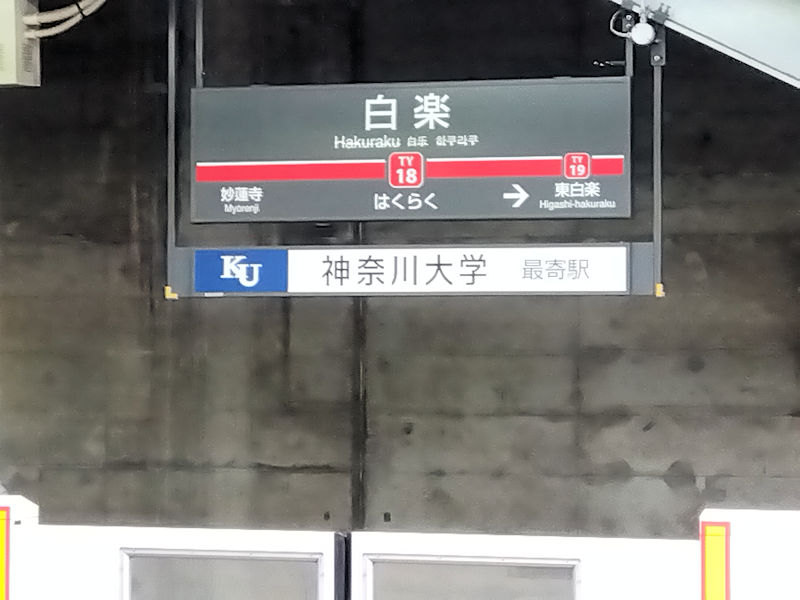 白楽
Hakuraku 白乐 하쿠라쿠
TY
18
TY
19
妙蓮寺
Myōrenji
はくらく
→
東白楽
Higashi-hakuraku
KU 神奈川大学 最寄駅